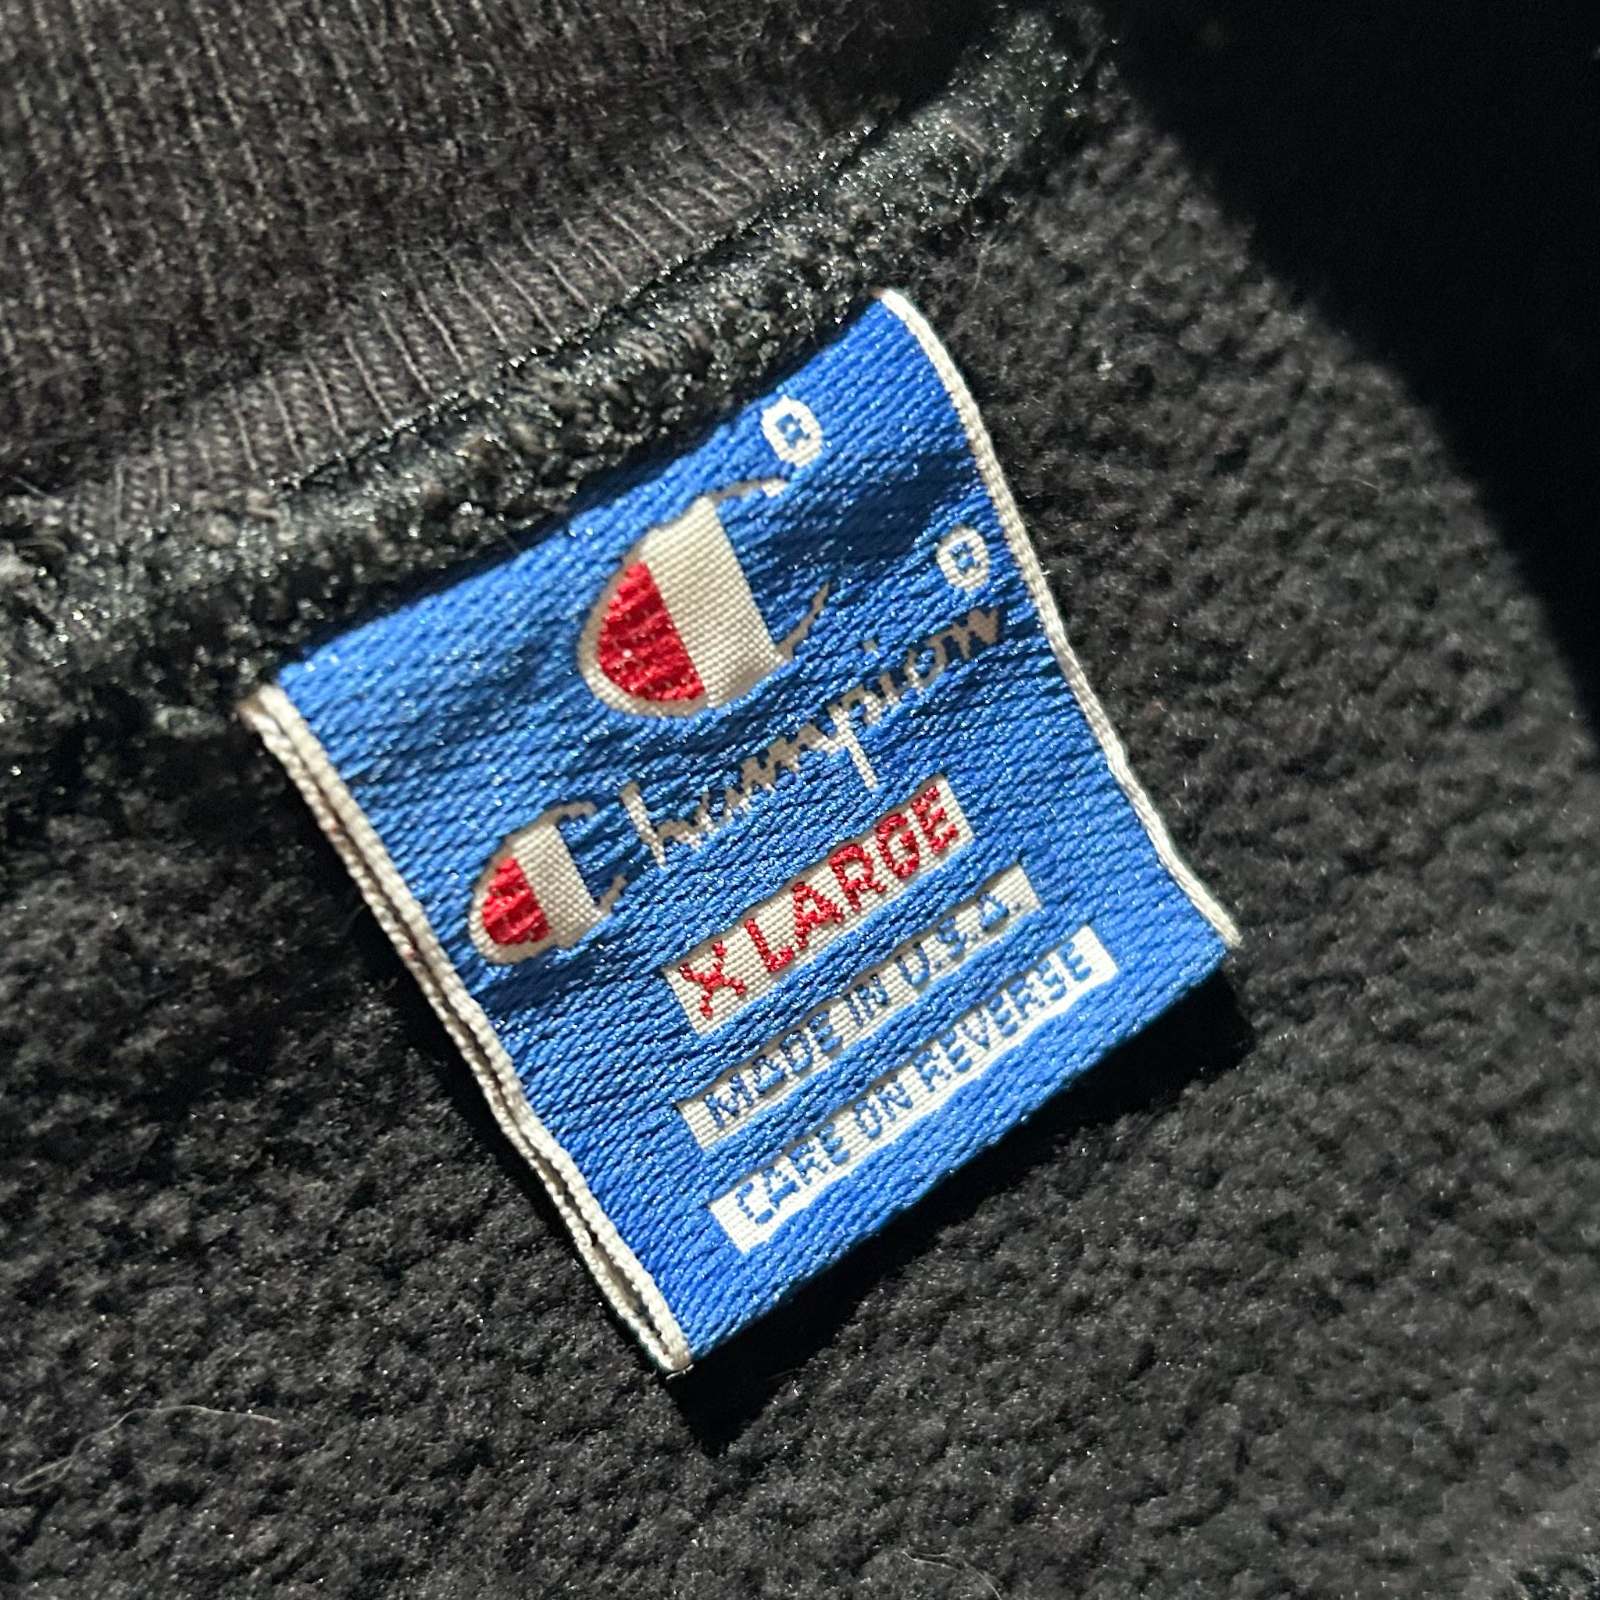 ®
®
Champion
X LARGE
MADE IN U.S.A.
CARE ON REVERSE